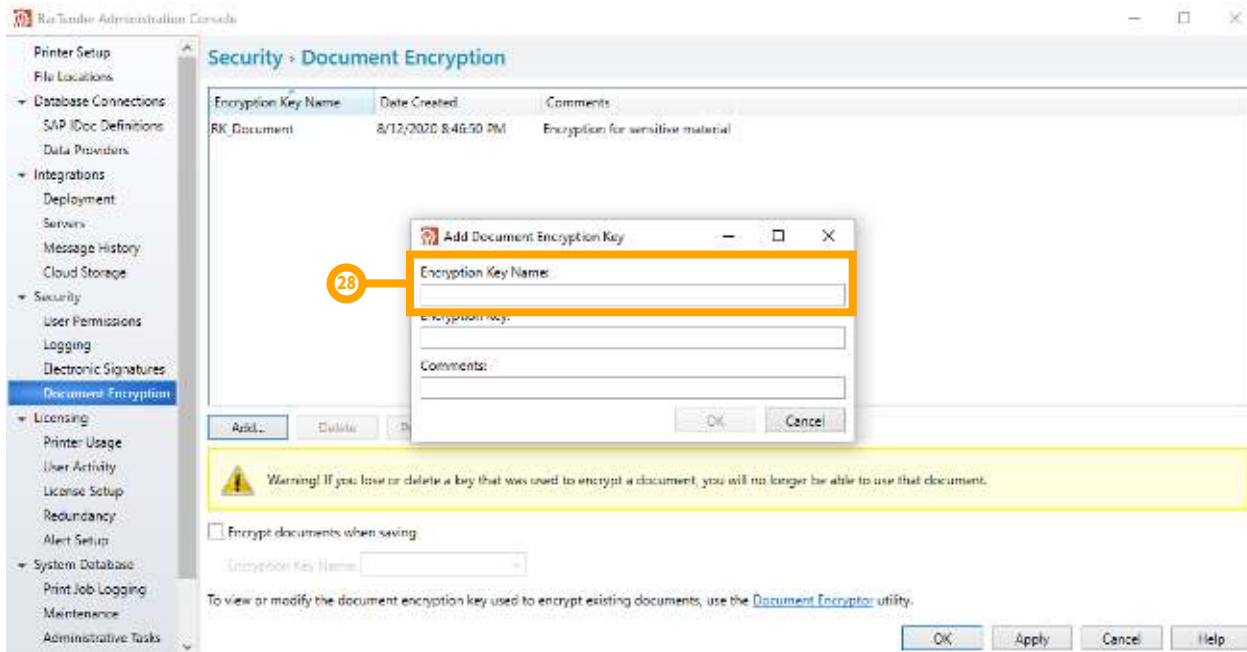 BarTender Administration Console
Printer Setup
File Locations
Database Connections
SAP IDoc Definitions
Data Providers
Integrations
Deployment
Servers
Message History
Cloud Storage
Security
User Permissions
Logging
Electronic Signatures
Document Encryption
Licensing
Printer Usage
User Activity
License Setup
Redundancy
Alert Setup
System Database
Print Job Logging
Maintenance
Administrative Tasks
Security › Document Encryption
Encryption Key Name Date Created Comments
RK_Document 8/12/2020 8:46:50 PM Encryption for sensitive material
Add Document Encryption Key
28
Encryption Key Name:
Encryption Key:
Comments:
OK Cancel
Add... Delete
Warning! If you lose or delete a key that was used to encrypt a document, you will no longer be able to use that document.
Encrypt documents when saving
Encryption Key Name:
To view or modify the document encryption key used to encrypt existing documents, use the Document Encryptor utility.
OK Apply Cancel Help